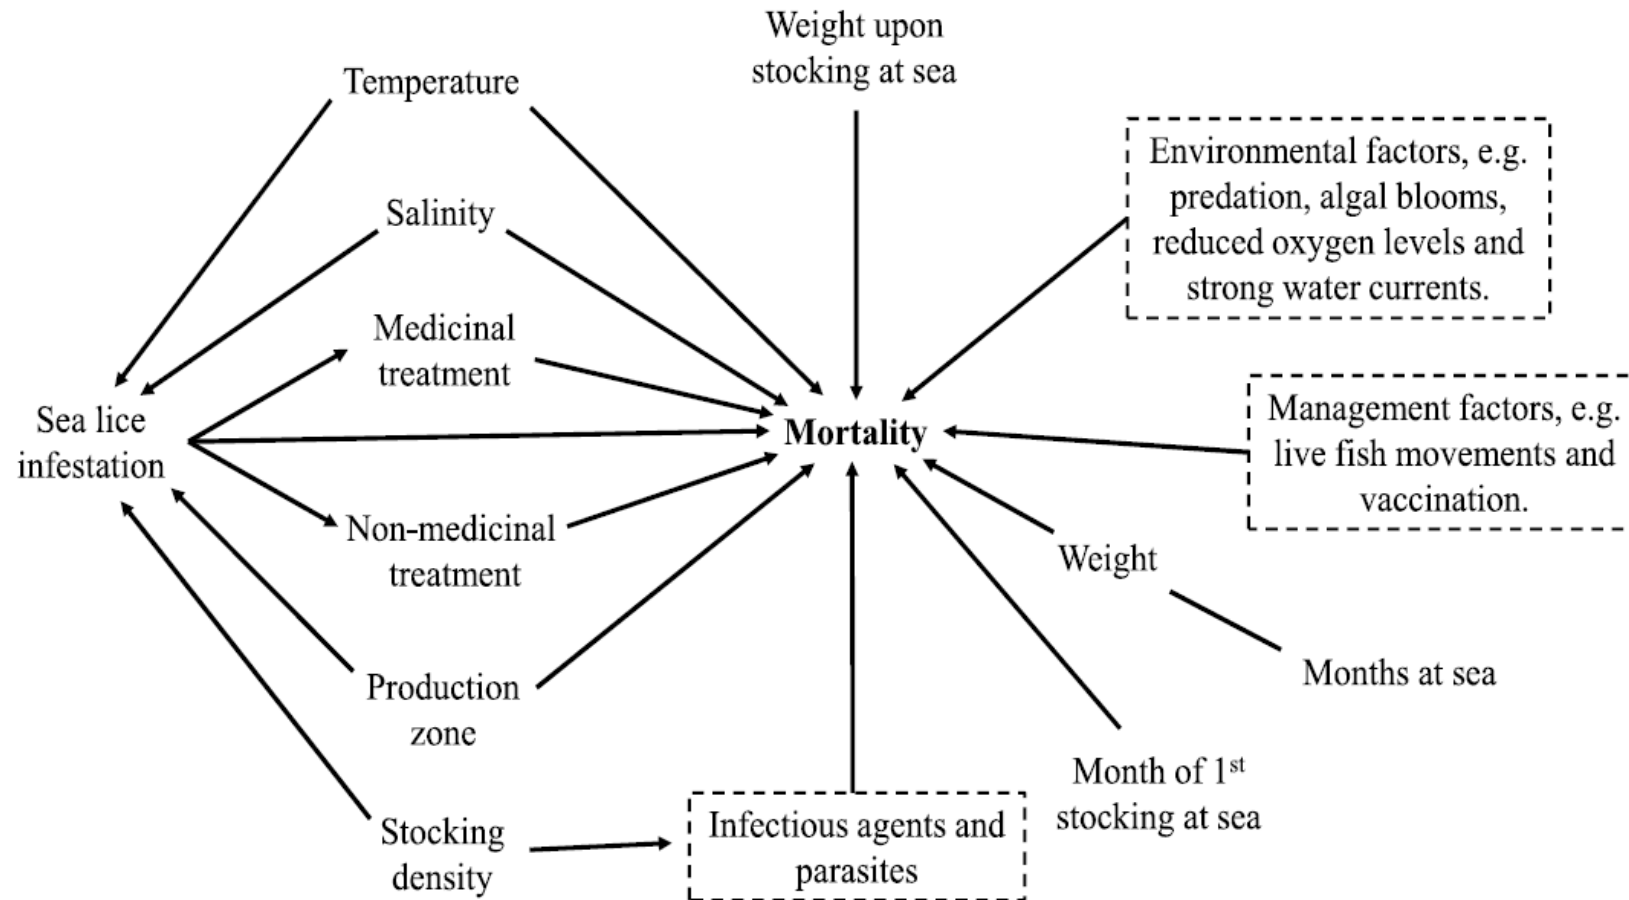 Weight upon
stocking at sea
Temperature
Environmental factors, e.g.
predation, algal blooms,
reduced oxygen levels and
strong water currents.
Salinity
Medicinal
treatment
Sea lice
infestation
Mortality
Management factors, e.g.
live fish movements and
vaccination.
Non-medicinal
treatment
Weight
Months at sea
Production
zone
Month of 1st
stocking at sea
Stocking
density
Infectious agents and
parasites